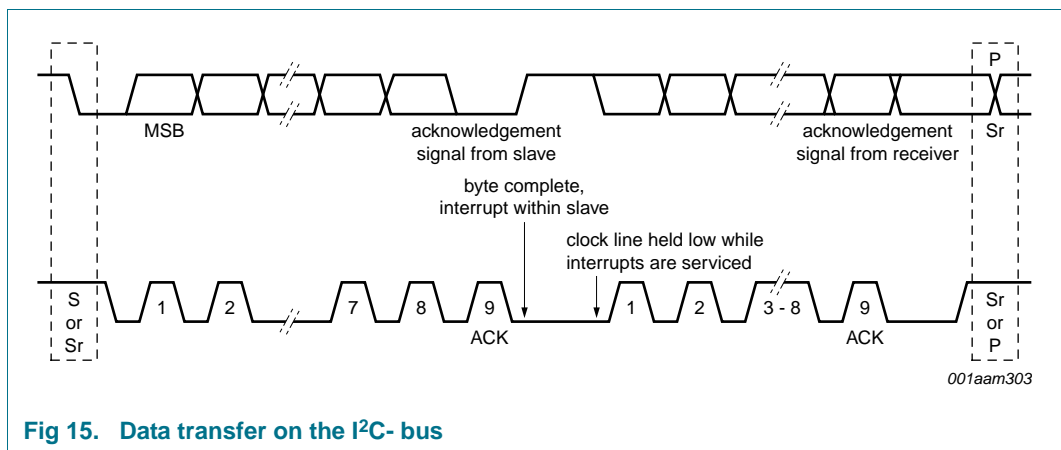 P
MSB
acknowledgement
signal from slave
acknowledgement
signal from receiver
Sr
byte complete,
interrupt within slave
clock line held low while
interrupts are serviced
S
or
Sr
1
2
7
8
9
ACK
1
2
3 - 8
9
ACK
Sr
or
P
001aam303
Fig 15. Data transfer on the I²C- bus